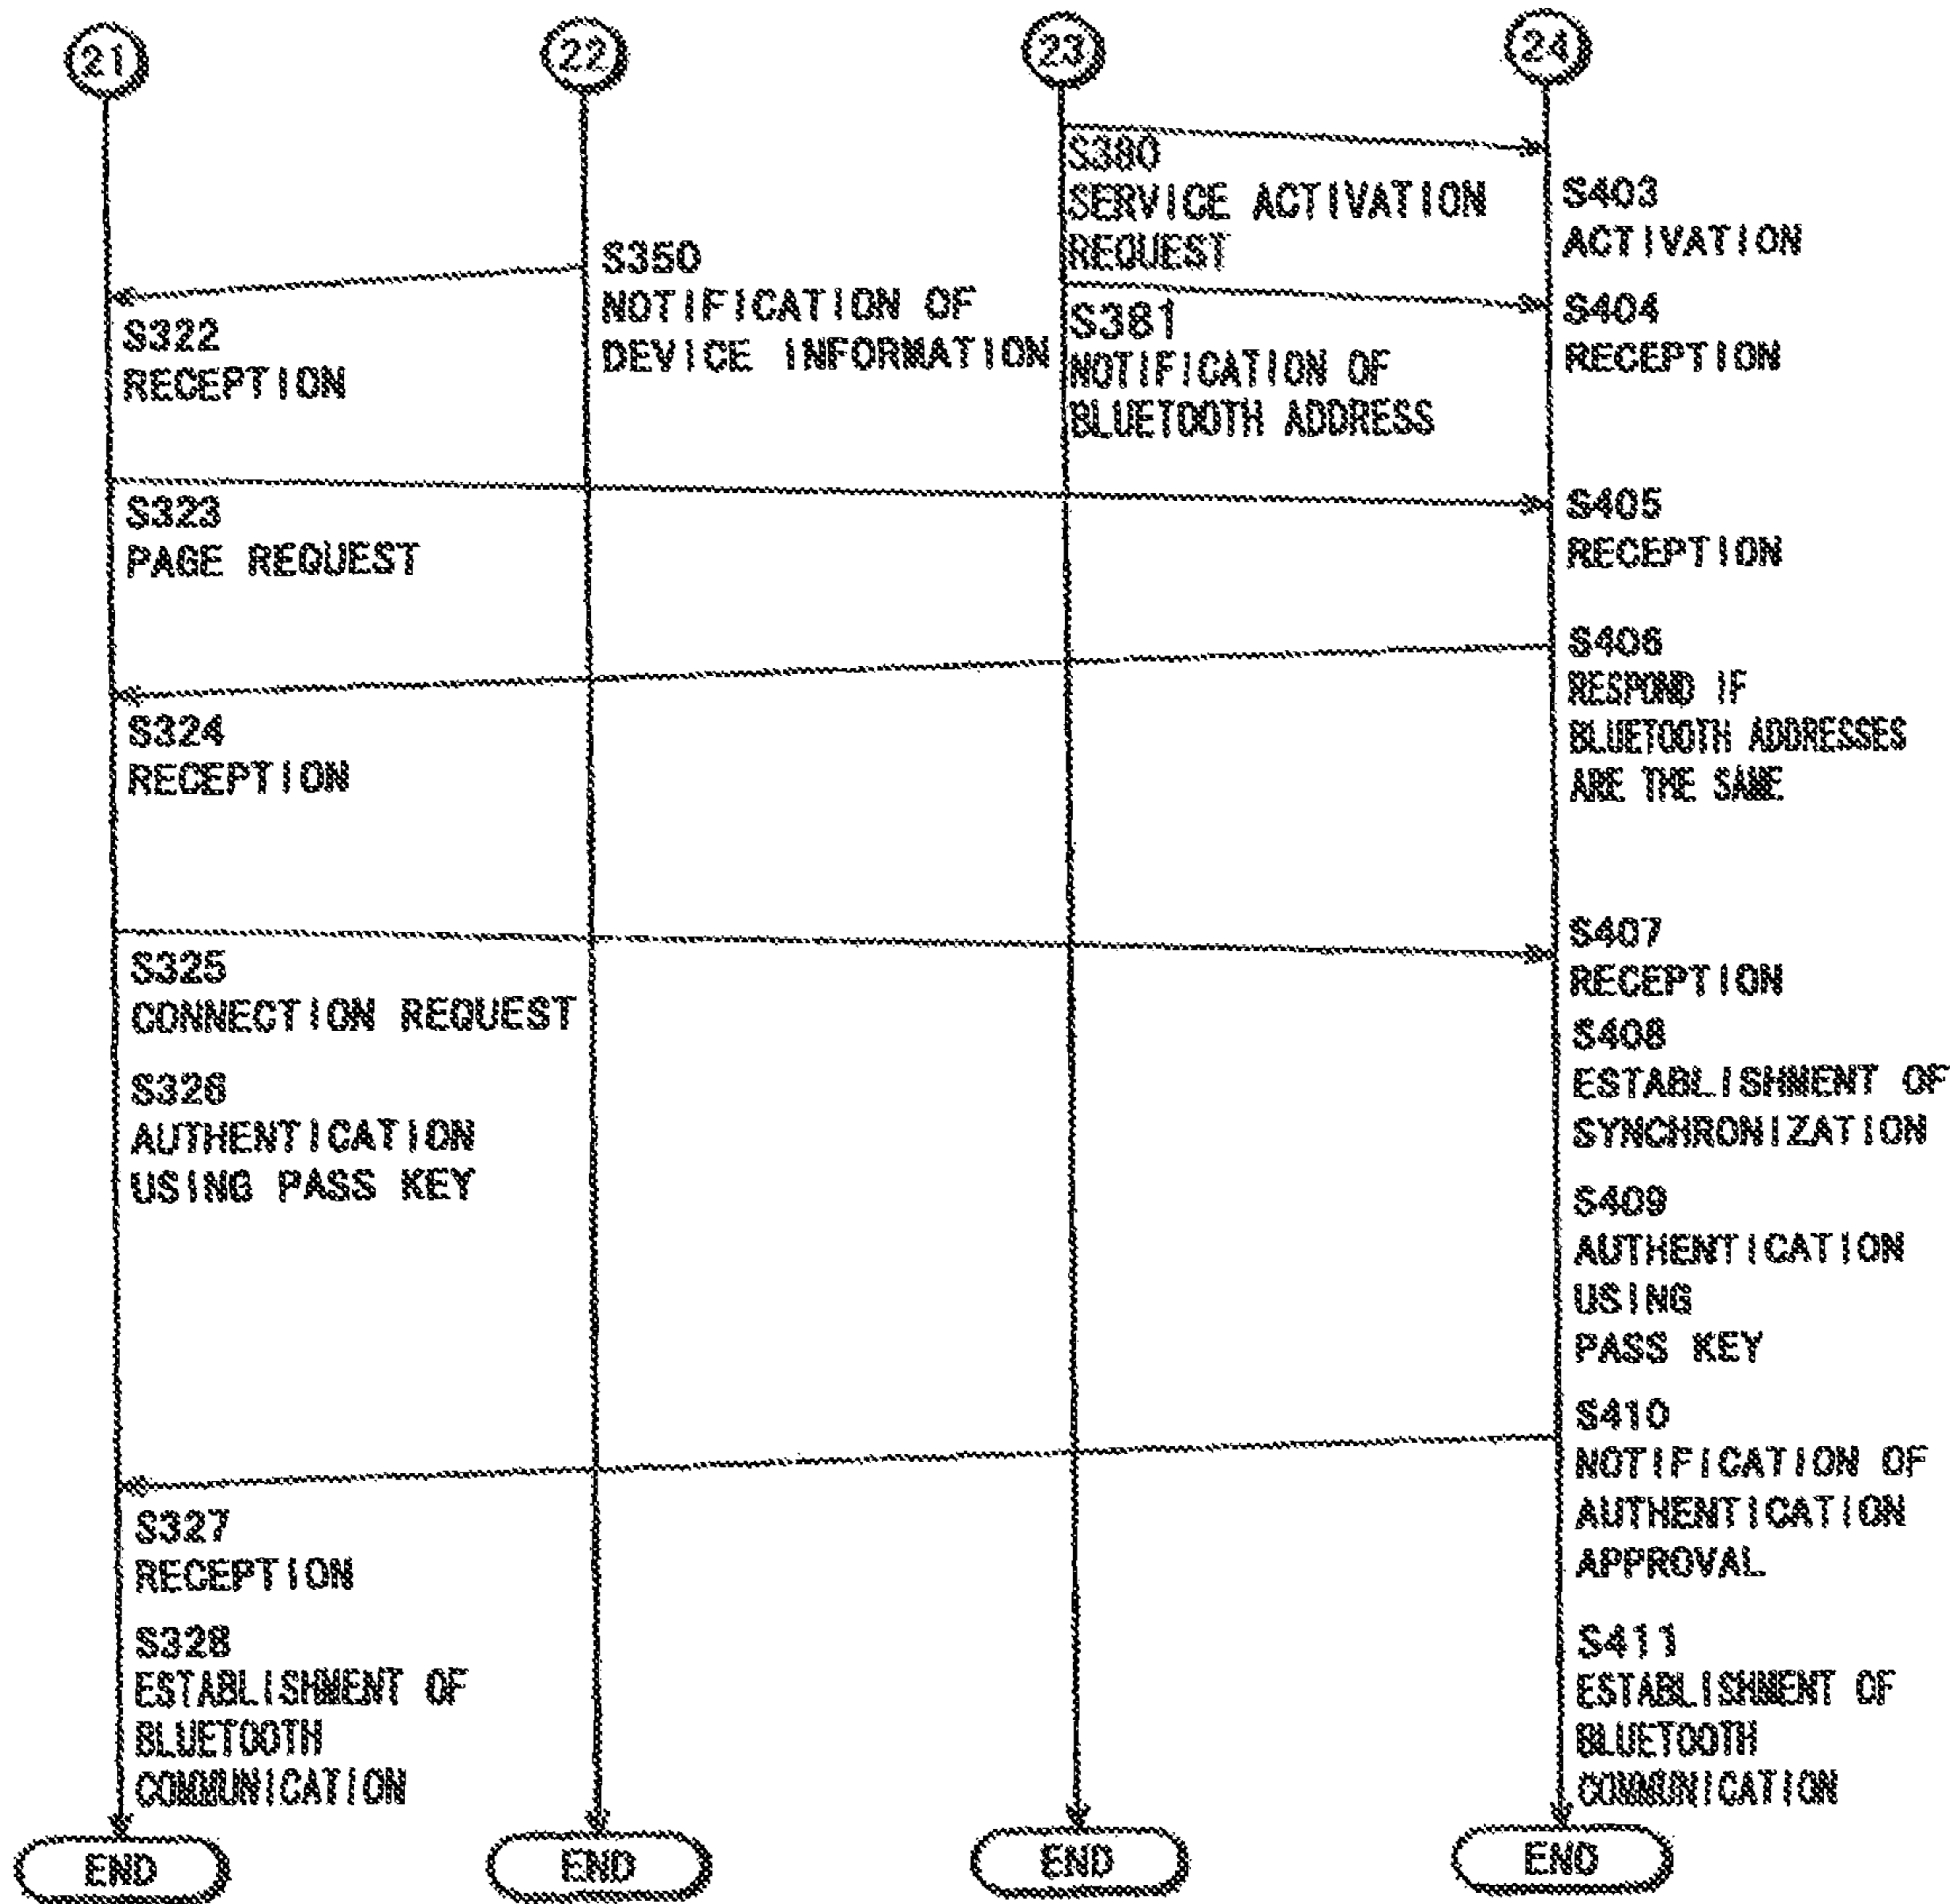 21 22 23 24
S380
SERVICE ACTIVATION
REQUEST
S403
ACTIVATION
S350
NOTIFICATION OF
DEVICE INFORMATION
S322
RECEPTION
S381
NOTIFICATION OF
BLUETOOTH ADDRESS
S404
RECEPTION
S323
PAGE REQUEST
S405
RECEPTION
S406
RESPOND IF
BLUETOOTH ADDRESSES
ARE THE SAME
S324
RECEPTION
S325
CONNECTION REQUEST
S407
RECEPTION
S408
ESTABLISHMENT OF
SYNCHRONIZATION
S326
AUTHENTICATION
USING PASS KEY
S409
AUTHENTICATION
USING
PASS KEY
S410
NOTIFICATION OF
AUTHENTICATION
APPROVAL
S327
RECEPTION
S328
ESTABLISHMENT OF
BLUETOOTH
COMMUNICATION
S411
ESTABLISHMENT OF
BLUETOOTH
COMMUNICATION
END END END END